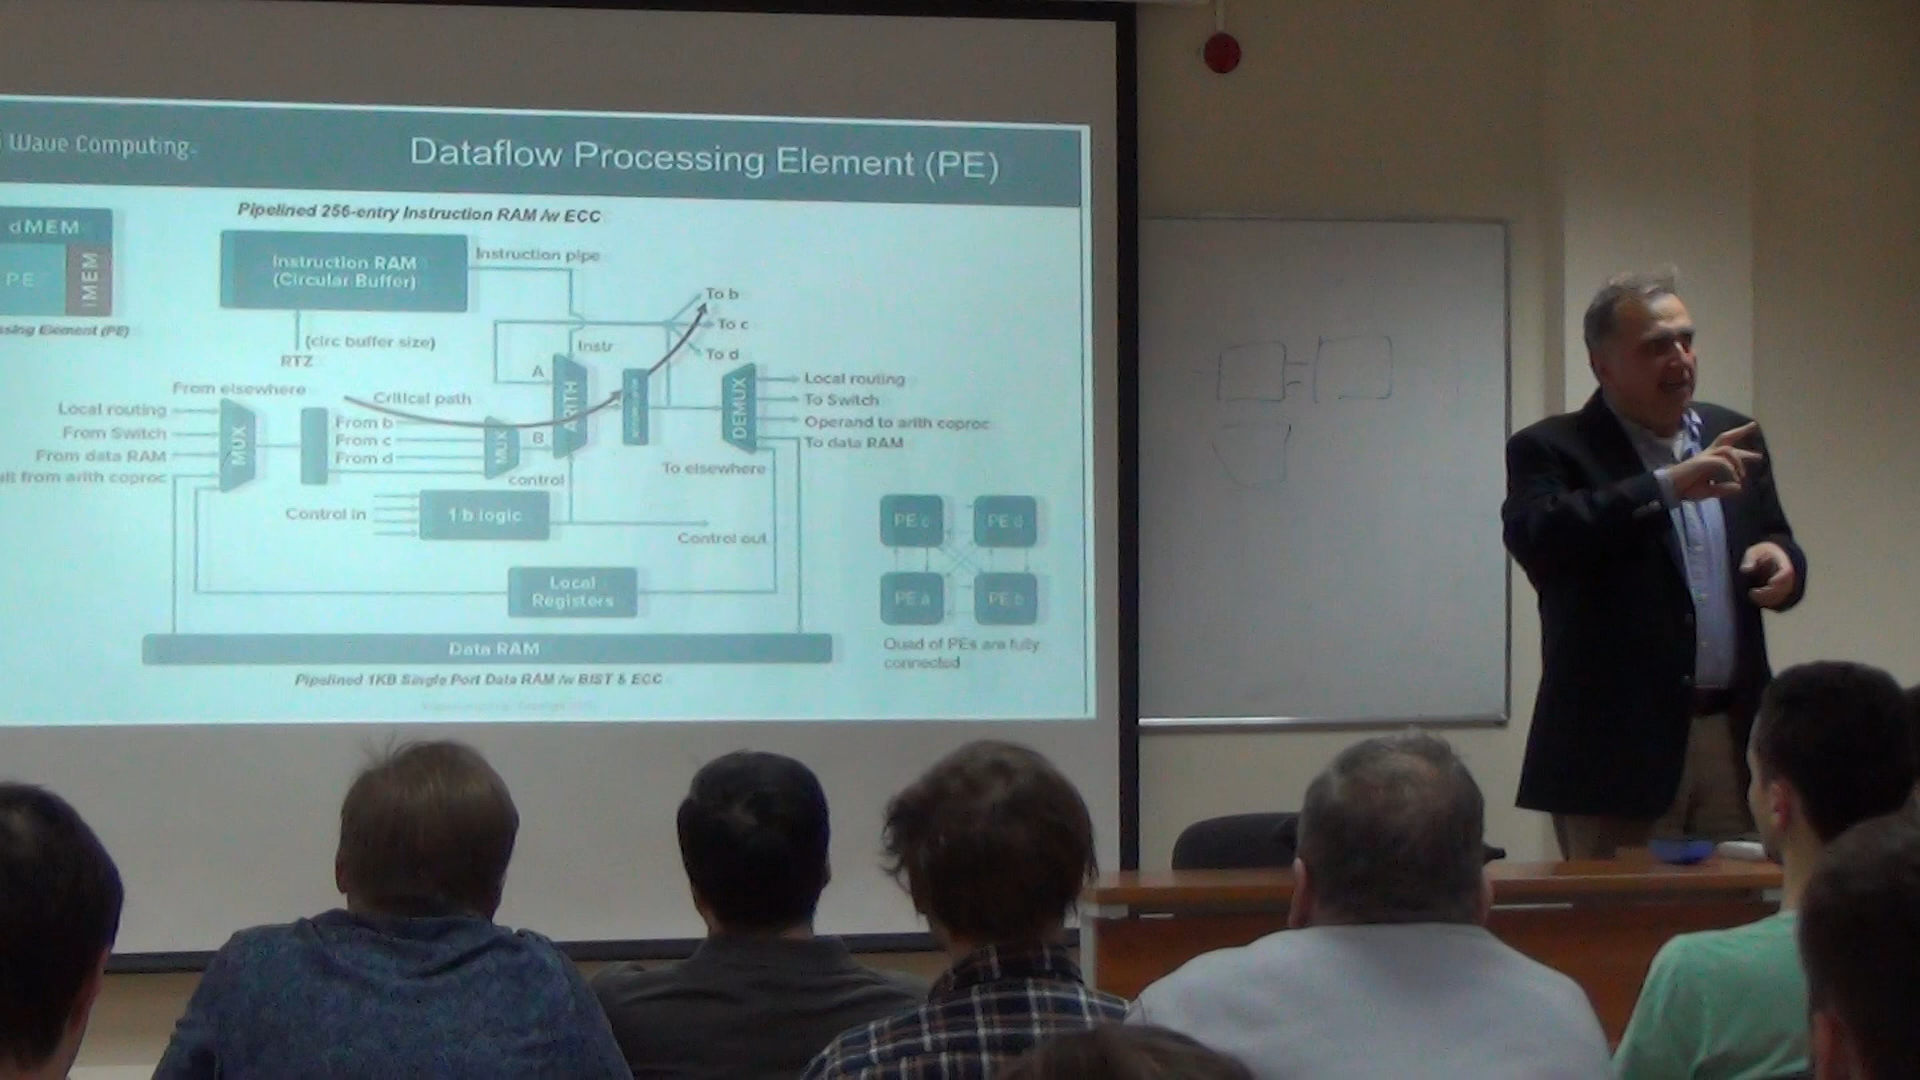 Wave Computing
Dataflow Processing Element (PE)
dMEM
PE
iMEM
Element (PE)
Pipelined 256-entry Instruction RAM /w ECC
Instruction RAM
(Circular Buffer)
Instruction pipe
(circ buffer size)
RTZ
From elsewhere
Local routing
From Switch
From data RAM
from arith coproc
MUX
Critical path
From b
From c
From d
MUX
A
B
Instr
ARITH
control
To b
To c
To d
DEMUX
Local routing
To Switch
Operand to arith coproc
To data RAM
To elsewhere
Control in
1 b logic
Control out
Local
Registers
Data RAM
Pipelined 1KB Single Port Data RAM /w BIST & ECC
PE c
PE d
PE a
PE b
Quad of PEs are fully
connected